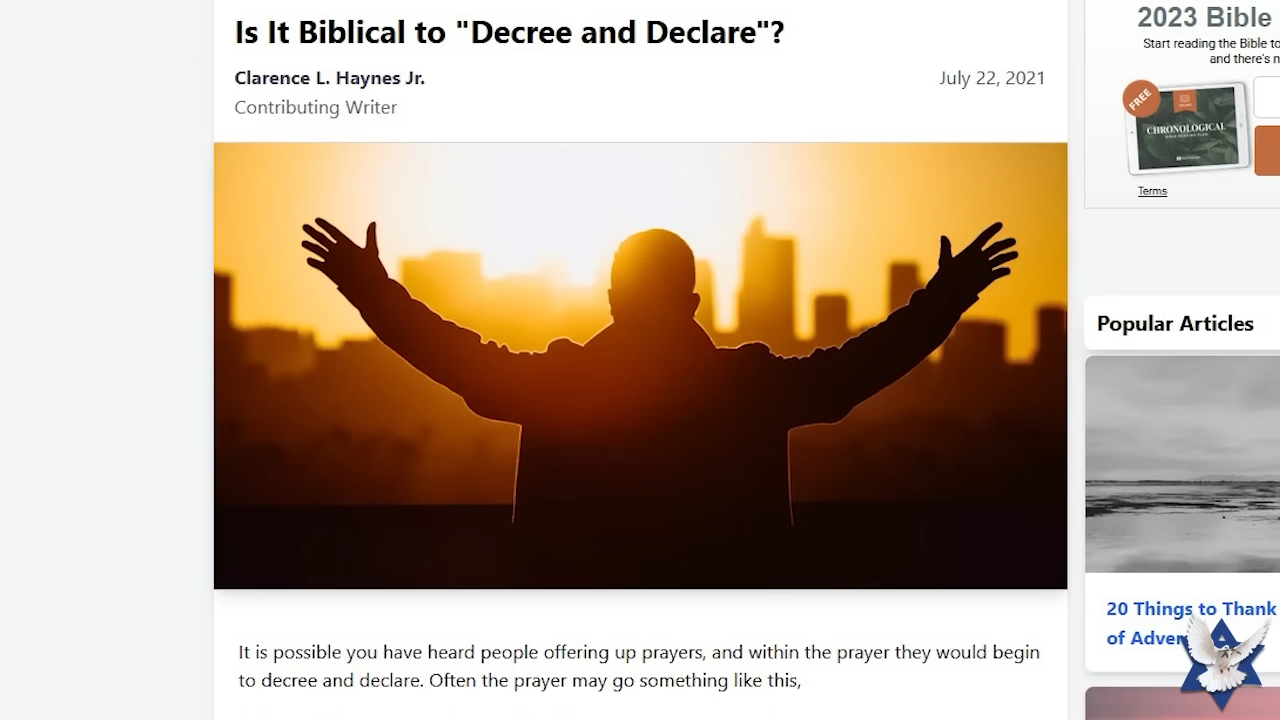 Is It Biblical to "Decree and Declare"?
Clarence L. Haynes Jr.
July 22, 2021
Contributing Writer
It is possible you have heard people offering up prayers, and within the prayer they would begin
to decree and declare. Often the prayer may go something like this,
2023 Bible
Start reading the Bible to
and there's n
FREE
CHRONOLOGICAL
Terms
Popular Articles
20 Things to Thank
of Adven